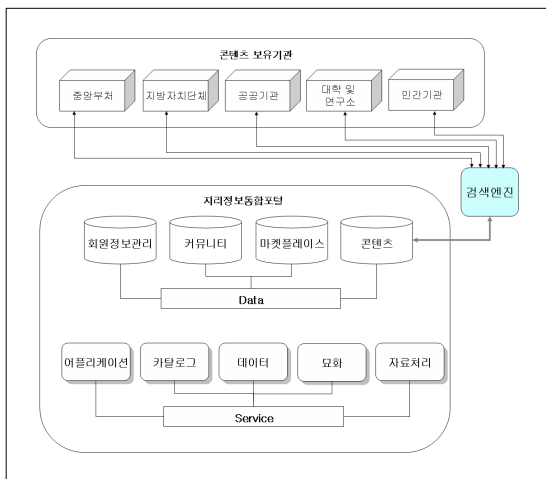 콘텐츠 보유기관
중앙부처
지방자치단체
공공기관
대학 및
연구소
민간기관
검색엔진
지리정보통합포털
회원정보관리
커뮤니티
마켓플레이스
콘텐츠
Data
어플리케이션
카탈로그
데이터
묘화
자료처리
Service